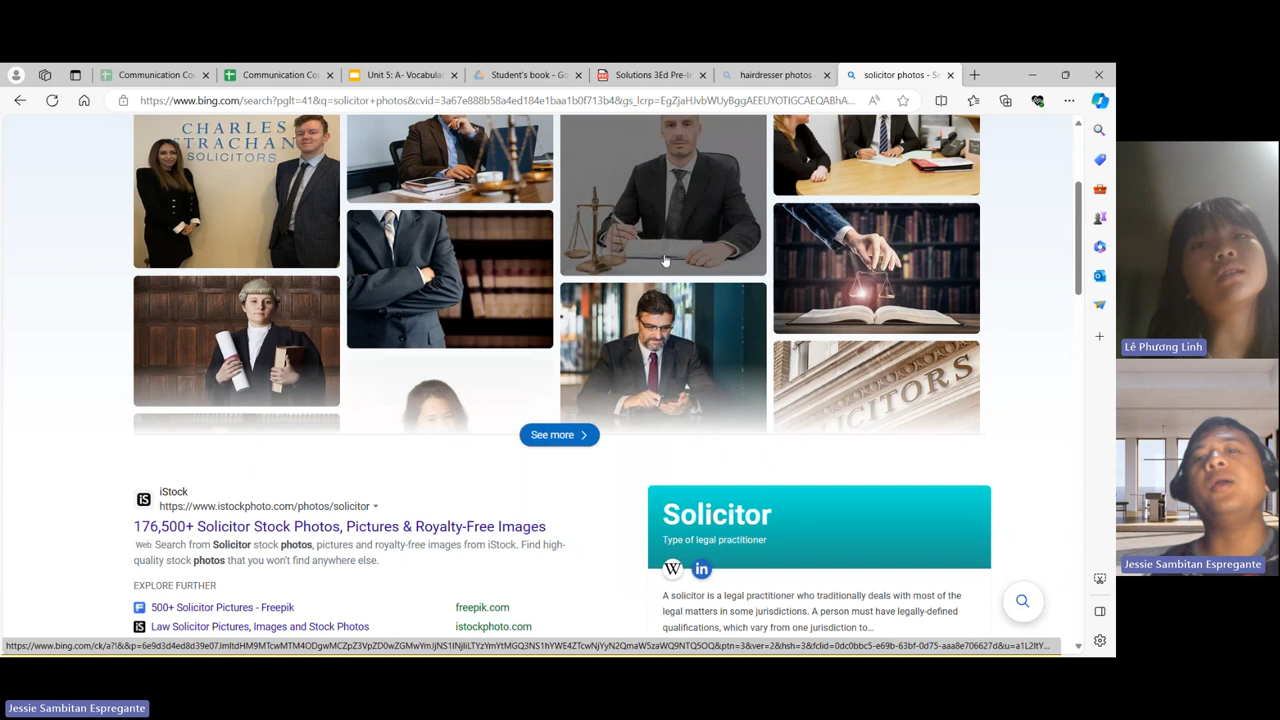 Communication Co
Communication Co
Unit 5: A- Vocabular
Student's book - Go
Solutions 3Ed Pre-In
hairdresser photos
solicitor photos - Se
https://www.bing.com/search?pglt=41&q=solicitor+photos&cvid=3a67e888b58a4ed184e1baa1b0f713b4&gs_lcrp=EgZjaHJvbWUyBggAEEUYOTIGCAEQABhA...
CHARLES
STRACHAN
SOLICITORS
ICITORS
See more
iStock
https://www.istockphoto.com/photos/solicitor
176,500+ Solicitor Stock Photos, Pictures & Royalty-Free Images
Web Search from Solicitor stock photos, pictures and royalty-free images from iStock. Find high-
quality stock photos that you won't find anywhere else.
EXPLORE FURTHER
500+ Solicitor Pictures - Freepik freepik.com
Law Solicitor Pictures, Images and Stock Photos istockphoto.com
Solicitor
Type of legal practitioner
W in
A solicitor is a legal practitioner who traditionally deals with most of the
legal matters in some jurisdictions. A person must have legally-defined
qualifications, which vary from one jurisdiction to...
Lê Phương Linh
Jessie Sambitan Espregante
Jessie Sambitan Espregante